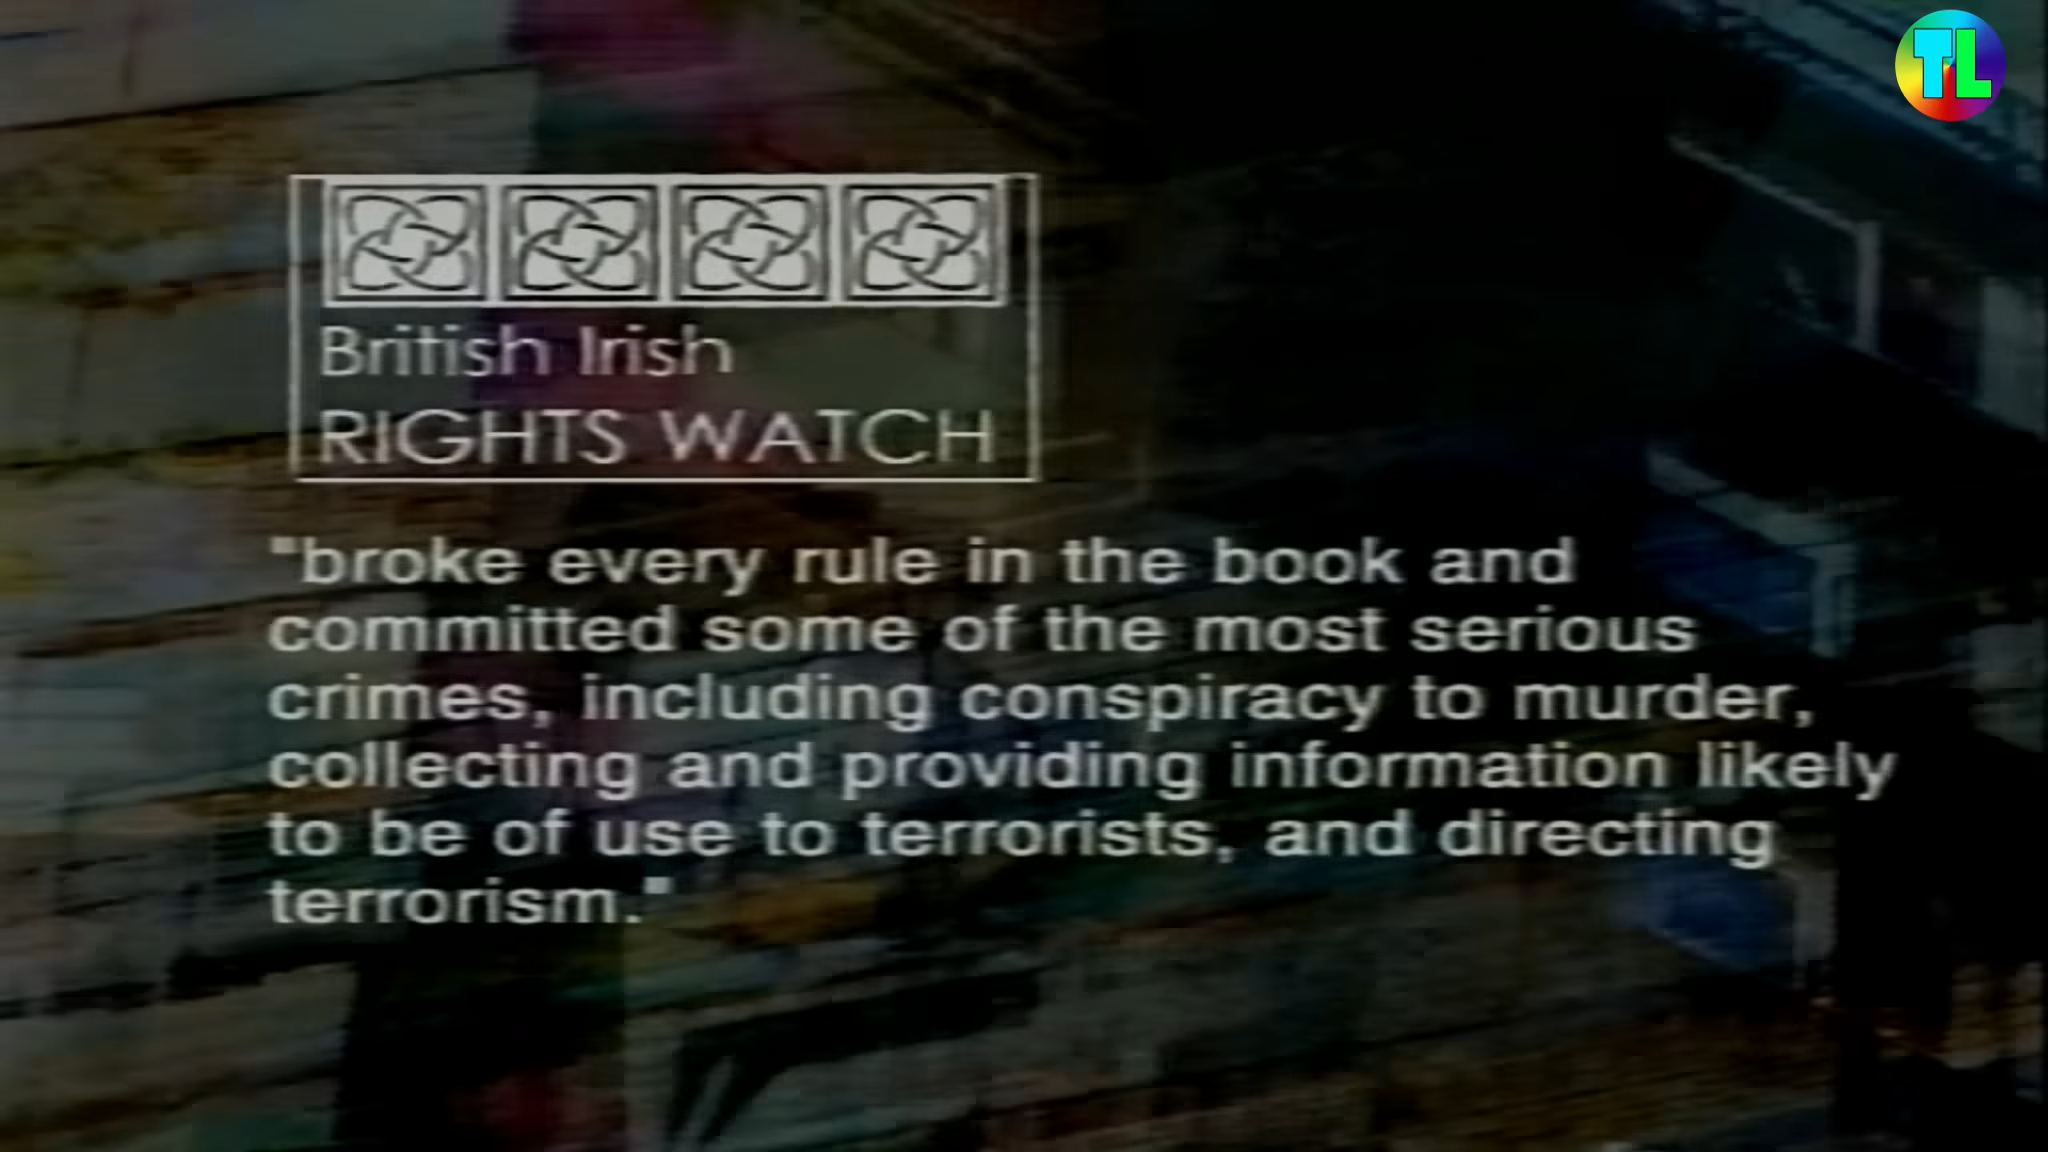 TL
British Irish
RIGHTS WATCH
"broke every rule in the book and
committed some of the most serious
crimes, including conspiracy to murder,
collecting and providing information likely
to be of use to terrorists, and directing
terrorism."